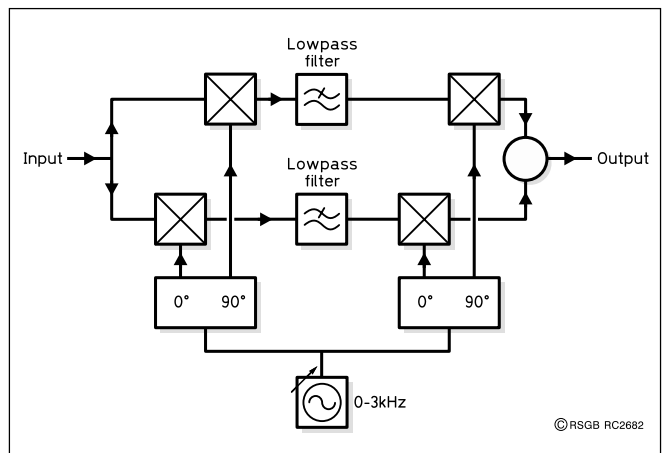 Lowpass
filter
Input
Output
Lowpass
filter
0° 90°
0° 90°
0-3kHz
©RSGB RC2682